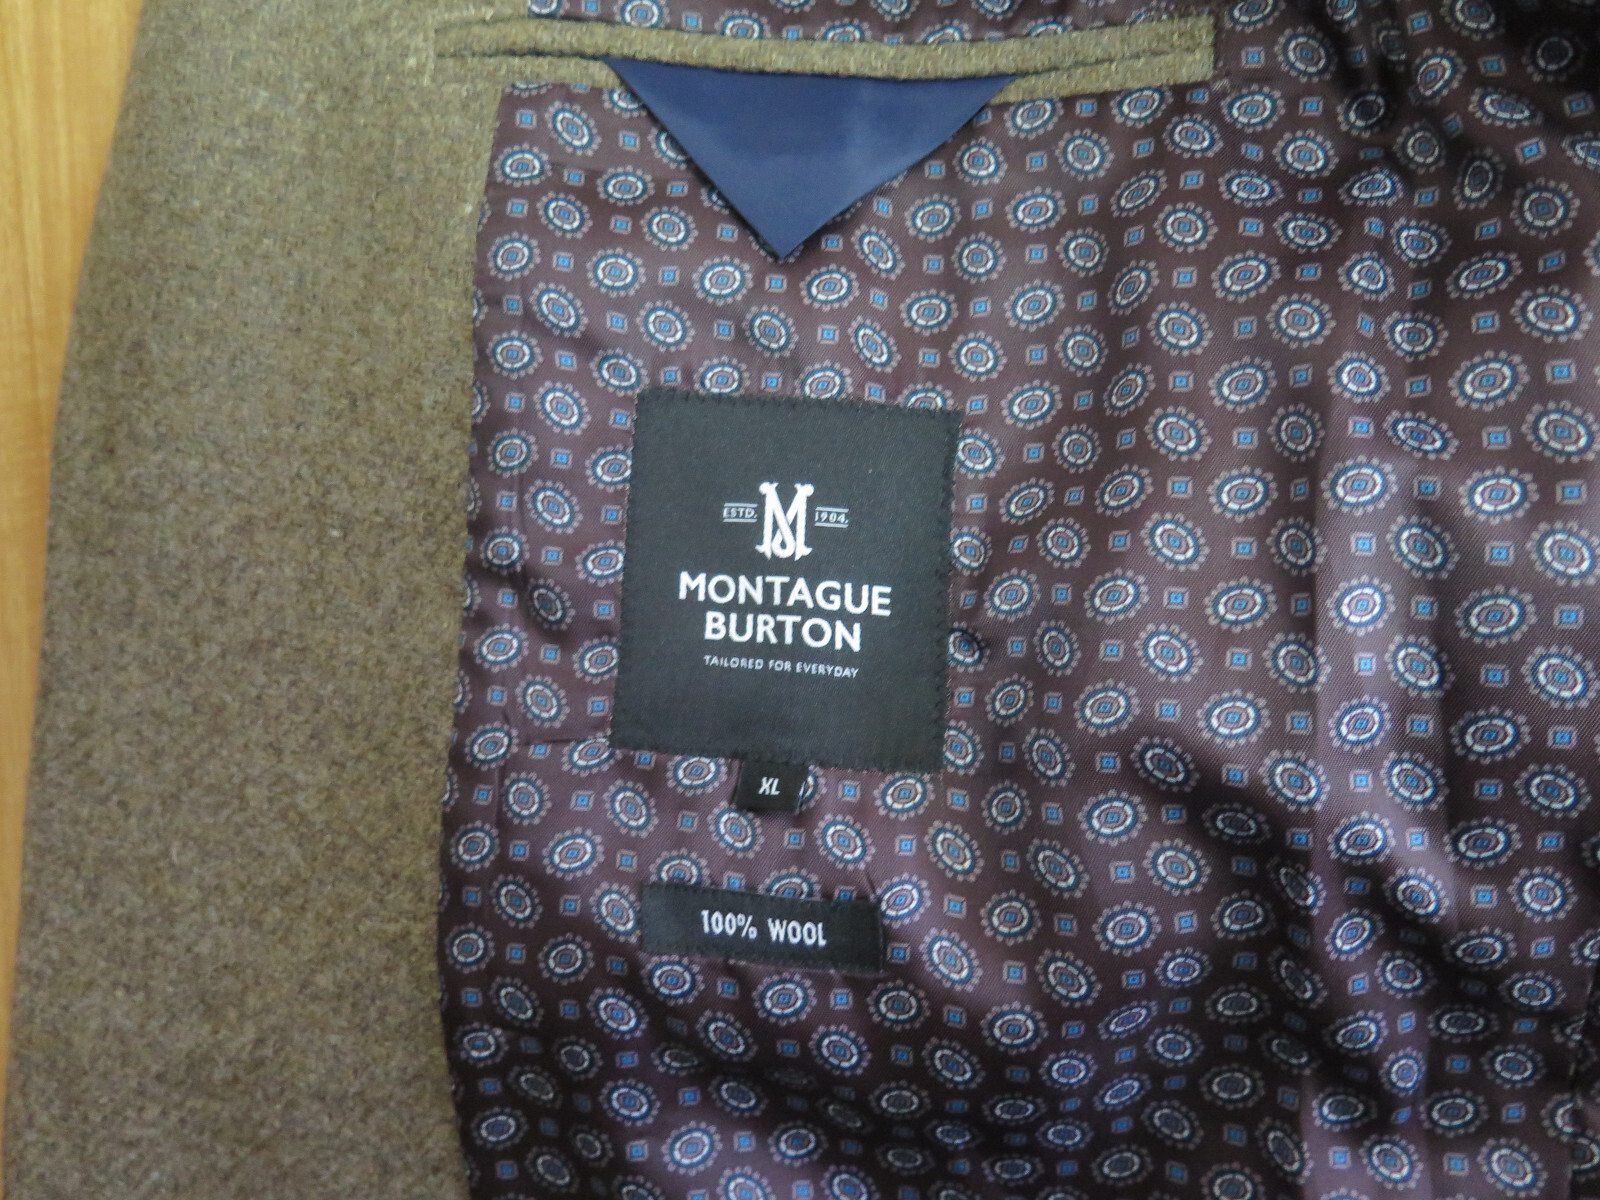 ESTD. M 1904.
MONTAGUE
BURTON
TAILORED FOR EVERYDAY
XL
100% WOOL